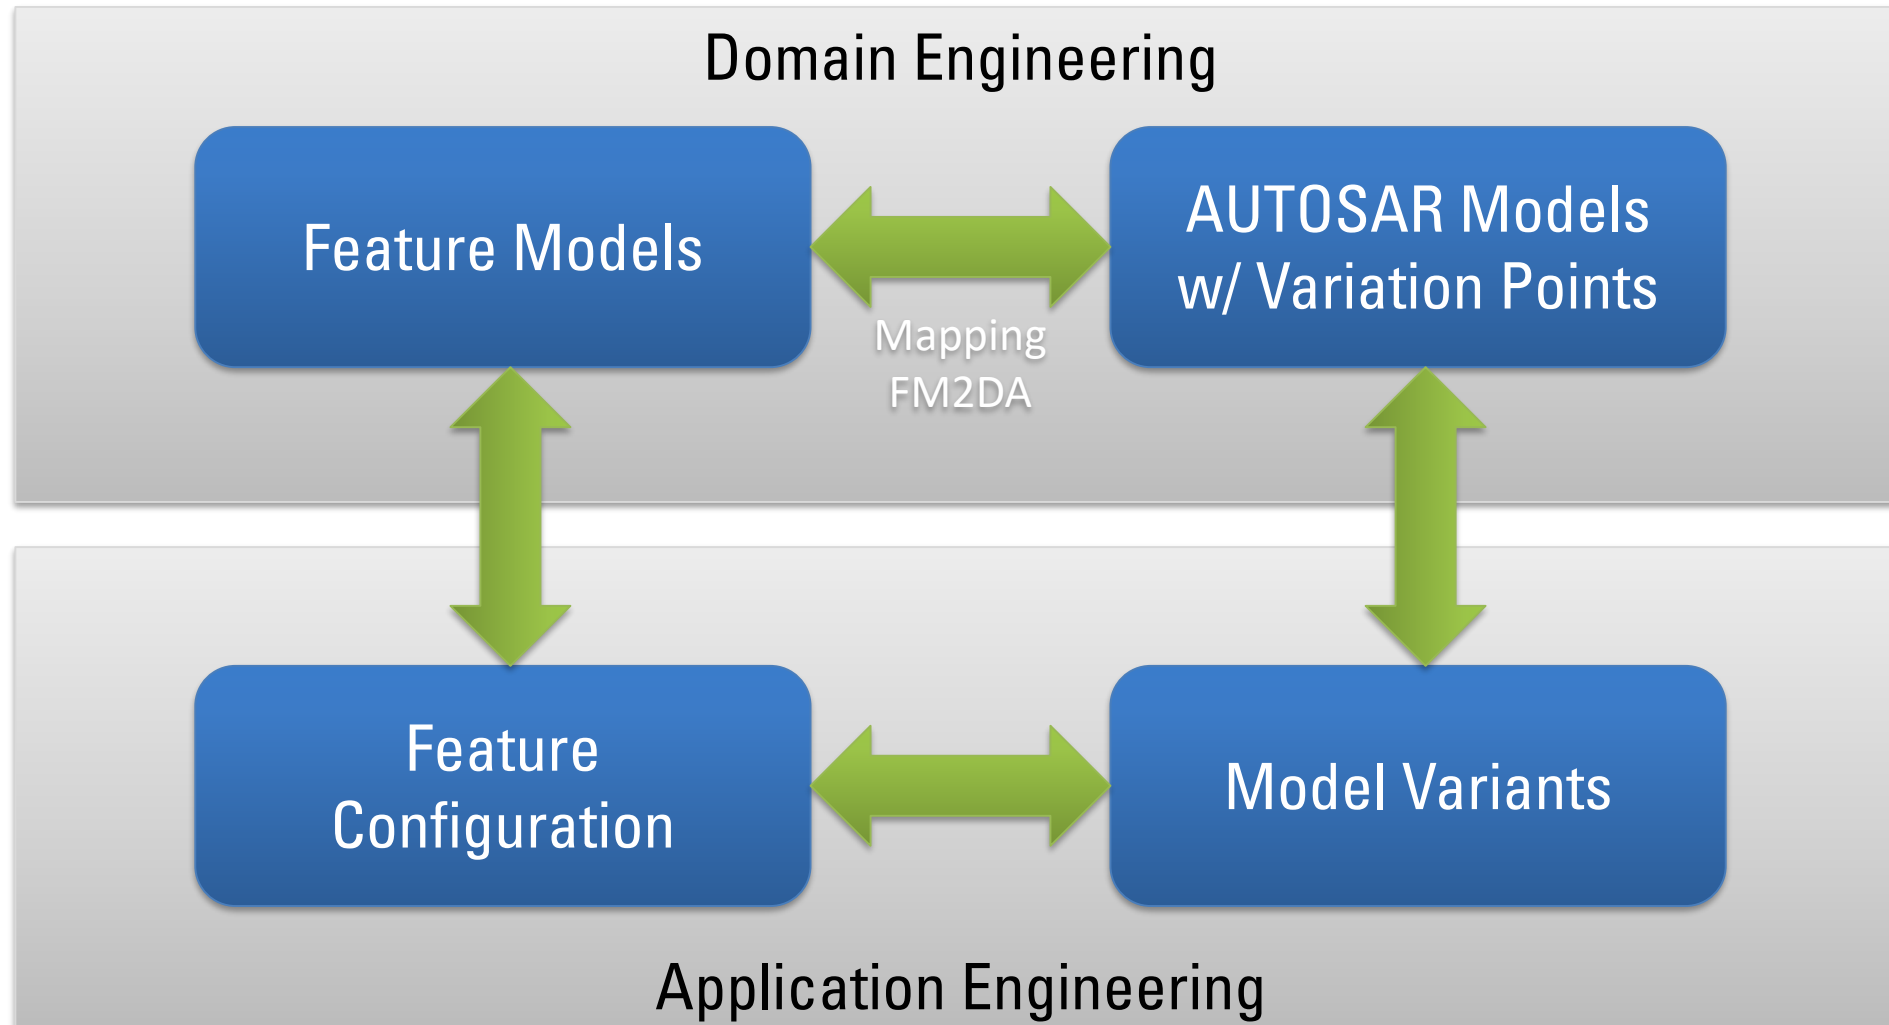 Domain Engineering
Feature Models
AUTOSAR Models
w/ Variation Points
Mapping
FM2DA
Feature
Configuration
Model Variants
Application Engineering